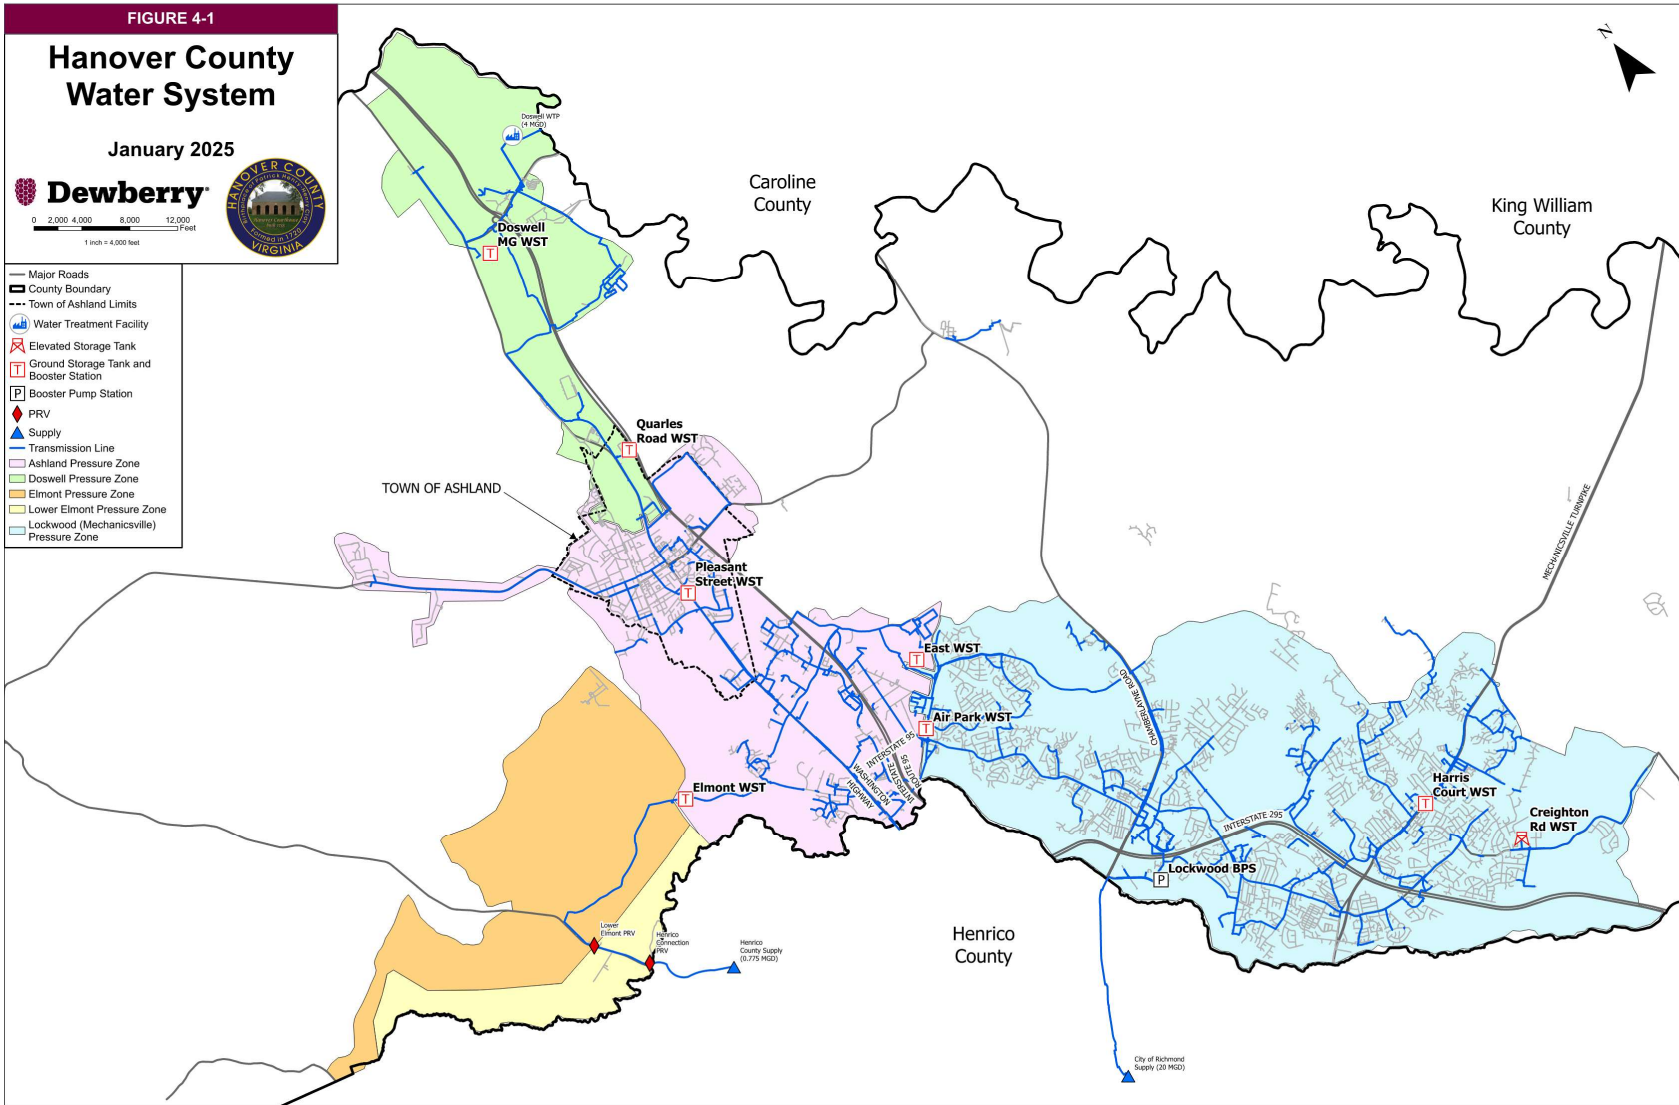 FIGURE 4-1
Hanover County
Water System
January 2025
Dewberry
HANOVER COUNTY
VIRGINIA
Formed in 1720
0 2,000 4,000 8,000 12,000
Feet
1 inch = 4,000 feet
Major Roads
County Boundary
Town of Ashland Limits
Water Treatment Facility
Elevated Storage Tank
T
Ground Storage Tank and
Booster Station
P
Booster Pump Station
PRV
Supply
Transmission Line
Ashland Pressure Zone
Doswell Pressure Zone
Elmont Pressure Zone
Lower Elmont Pressure Zone
Lockwood (Mechanicsville)
Pressure Zone
N
Doswell WTP
(4 MGD)
Doswell
MG WST
T
Caroline
County
King William
County
Quarles
Road WST
T
TOWN OF ASHLAND
MECHANICSVILLE TURNPIKE
Pleasant
Street WST
T
East WST
T
CHAMBERLAYNE ROAD
Air Park WST
T
INTERSTATE 95
INTERSTATE
ROUTE 95
WASHINGTON
HIGHWAY
Elmont WST
T
Harris
Court WST
T
Creighton
Rd WST
INTERSTATE 295
Lockwood BPS
P
Lower
Elmont PRV
Henrico
Connection
PRV
Henrico
County Supply
(0.775 MGD)
Henrico
County
City of Richmond
Supply (20 MGD)